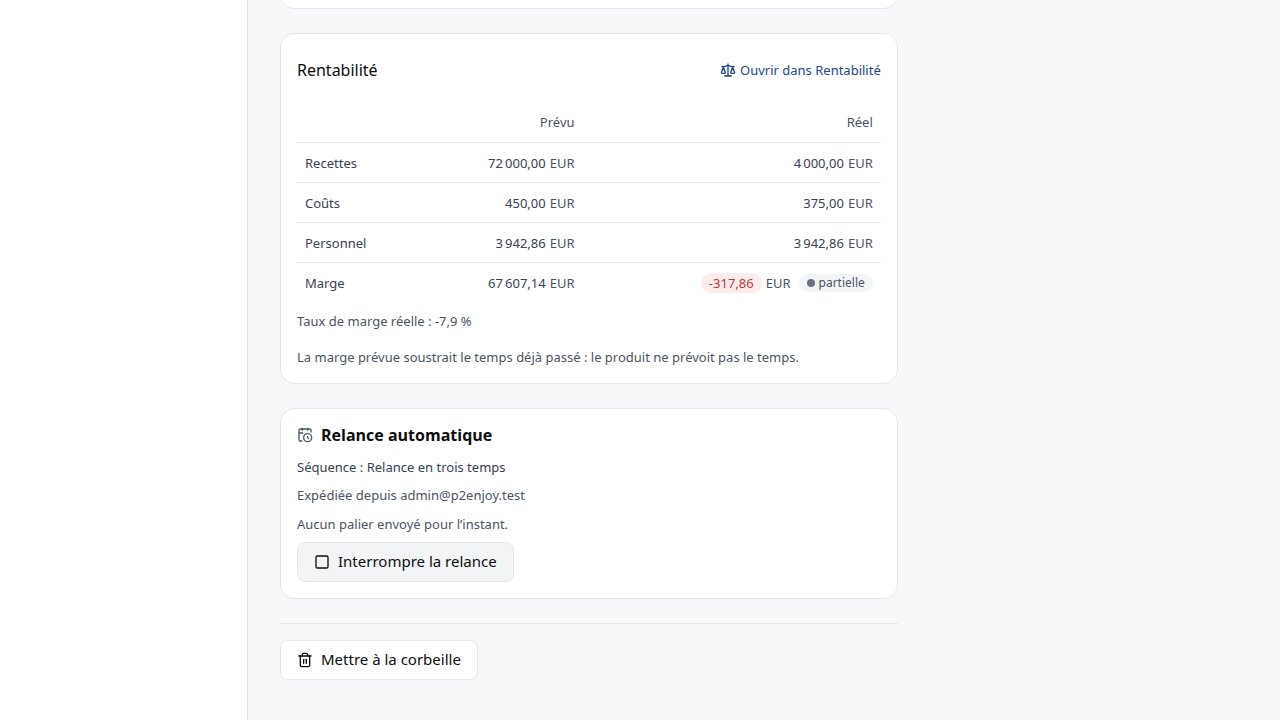 Rentabilité
Ouvrir dans Rentabilité
Prévu Réel
Recettes 72 000,00 EUR 4 000,00 EUR
Coûts 450,00 EUR 375,00 EUR
Personnel 3 942,86 EUR 3 942,86 EUR
Marge 67 607,14 EUR -317,86 EUR partielle
Taux de marge réelle : -7,9 %
La marge prévue soustrait le temps déjà passé : le produit ne prévoit pas le temps.
Relance automatique
Séquence : Relance en trois temps
Expédiée depuis admin@p2enjoy.test
Aucun palier envoyé pour l’instant.
Interrompre la relance
Mettre à la corbeille